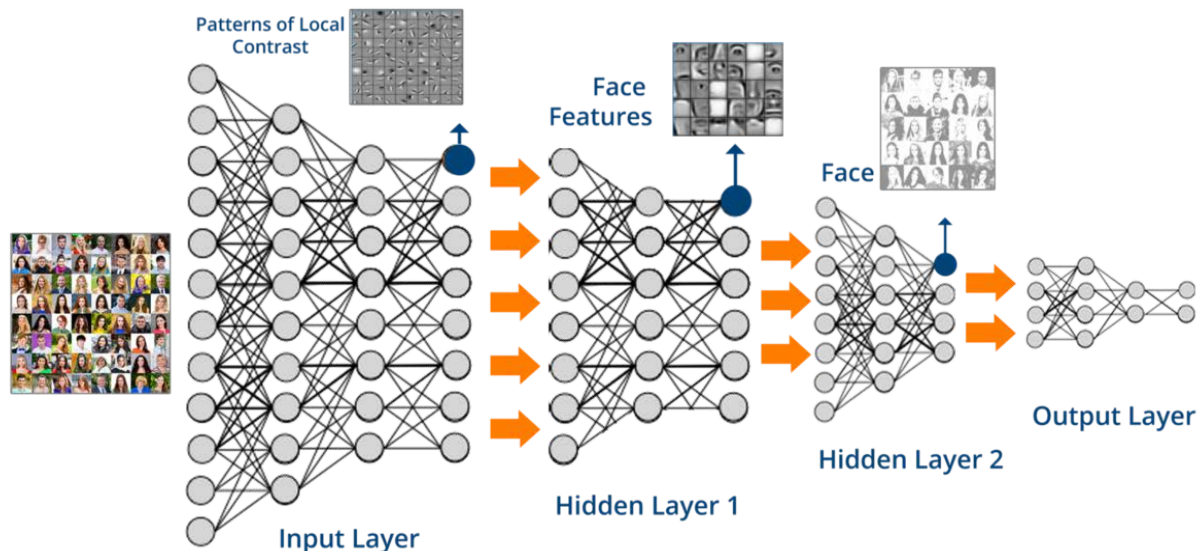 Patterns of Local
Contrast
Face
Features
Face
Input Layer
Hidden Layer 1
Hidden Layer 2
Output Layer